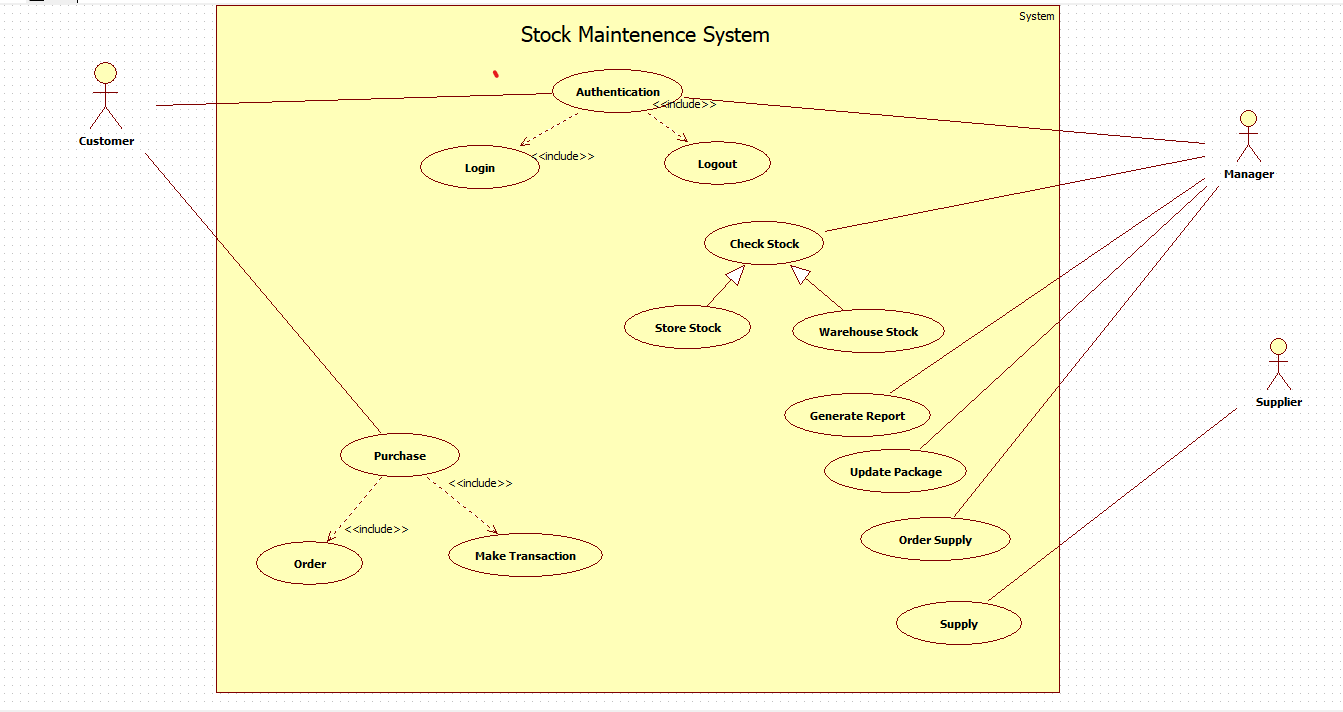 System
Stock Maintenence System
Authentication
<<include>>
Customer
<<include>>
Login
Logout
Manager
Check Stock
Store Stock
Warehouse Stock
Supplier
Generate Report
Purchase
Update Package
<<include>>
<<include>>
Order Supply
Order
Make Transaction
Supply